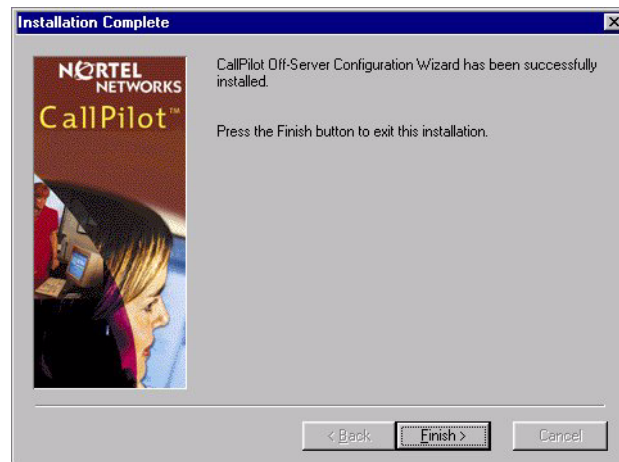 Installation Complete
NORTEL
NETWORKS
CallPilot™
CallPilot Off-Server Configuration Wizard has been successfully
installed.
Press the Finish button to exit this installation.
< Back
Finish >
Cancel